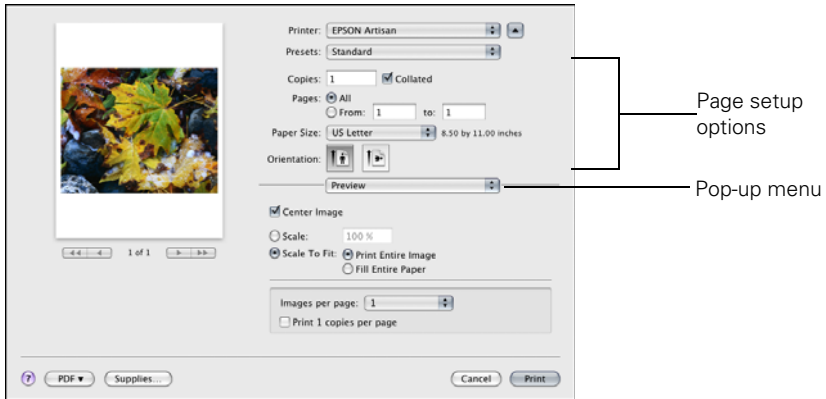 Printer: EPSON Artisan
Presets: Standard
Copies: 1 Collated
Pages: All
From: 1 to: 1
Paper Size: US Letter 8.50 by 11.00 inches
Orientation:
Preview
Center Image
Scale: 100 %
Scale To Fit: Print Entire Image
Fill Entire Paper
Images per page: 1
Print 1 copies per page
1 of 1
? PDF Supplies... Cancel Print
Page setup
options
Pop-up menu